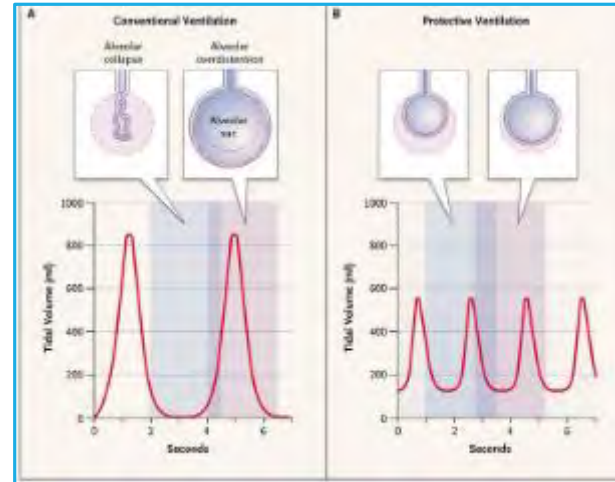 A
Conventional Ventilation
Alveolar collapse
Alveolar overdistention
Alveolar sac
1000
800
600
400
200
0
Tidal Volume (ml)
0 2 4 6
Seconds
B
Protective Ventilation
1000
800
600
400
200
0
Tidal Volume (ml)
0 2 4 6
Seconds